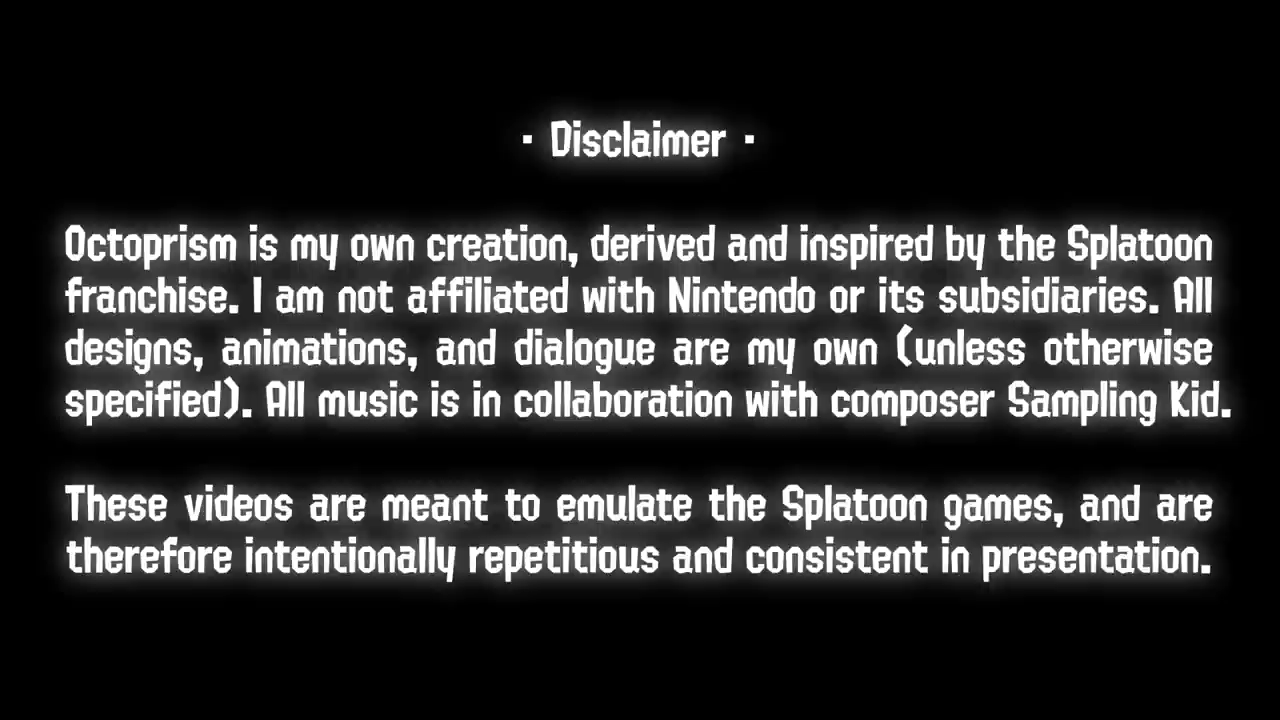 · Disclaimer ·
Octoprism is my own creation, derived and inspired by the Splatoon
franchise. I am not affiliated with Nintendo or its subsidiaries. All
designs, animations, and dialogue are my own (unless otherwise
specified). All music is in collaboration with composer Sampling Kid.
These videos are meant to emulate the Splatoon games, and are
therefore intentionally repetitious and consistent in presentation.